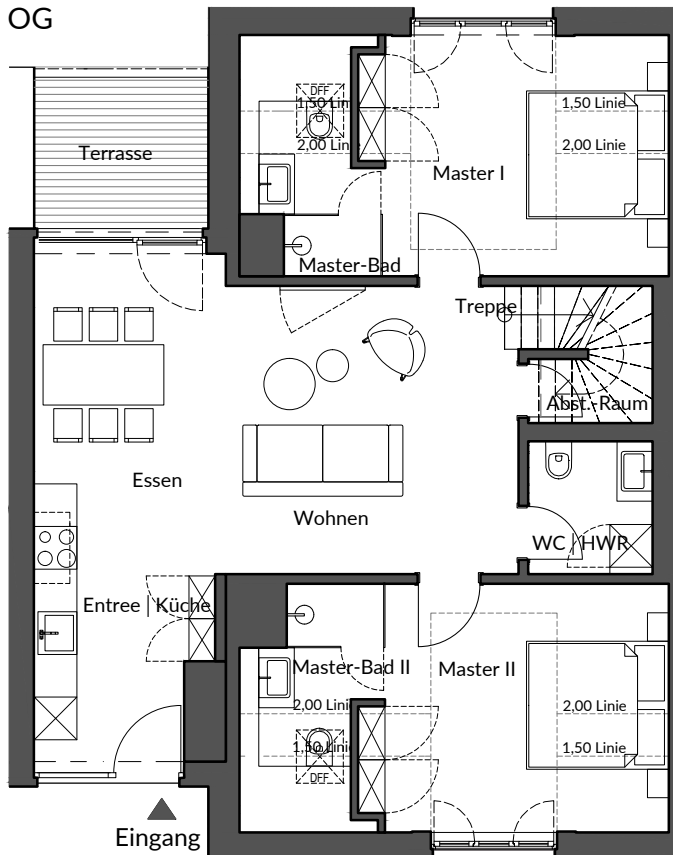 OG
DFF
1,50 Linie
1,50 Linie
2,00 Linie
2,00 Linie
Terrasse
Master I
Master-Bad
Treppe
Abst.-Raum
Essen
Wohnen
WC | HWR
Entree | Küche
Master-Bad II
Master II
2,00 Linie
2,00 Linie
1,50 Linie
1,50 Linie
DFF
Eingang